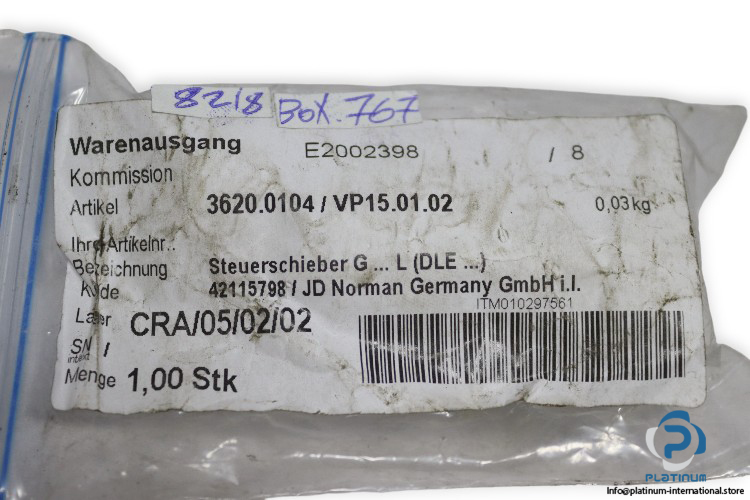 8218 BOX.767
Warenausgang E2002398 / 8
Kommission
Artikel 3620.0104 / VP15.01.02 0,03kg
Ihre Artikelnr.:
Bezeichnung Steuerschieber G ... L (DLE ...)
Kunde 42115798 / JD Norman Germany GmbH i.I.
ITM010297561
Lager CRA/05/02/02
SN /
Menge 1,00 Stk
PLATINUM
Info@platinum-international.store